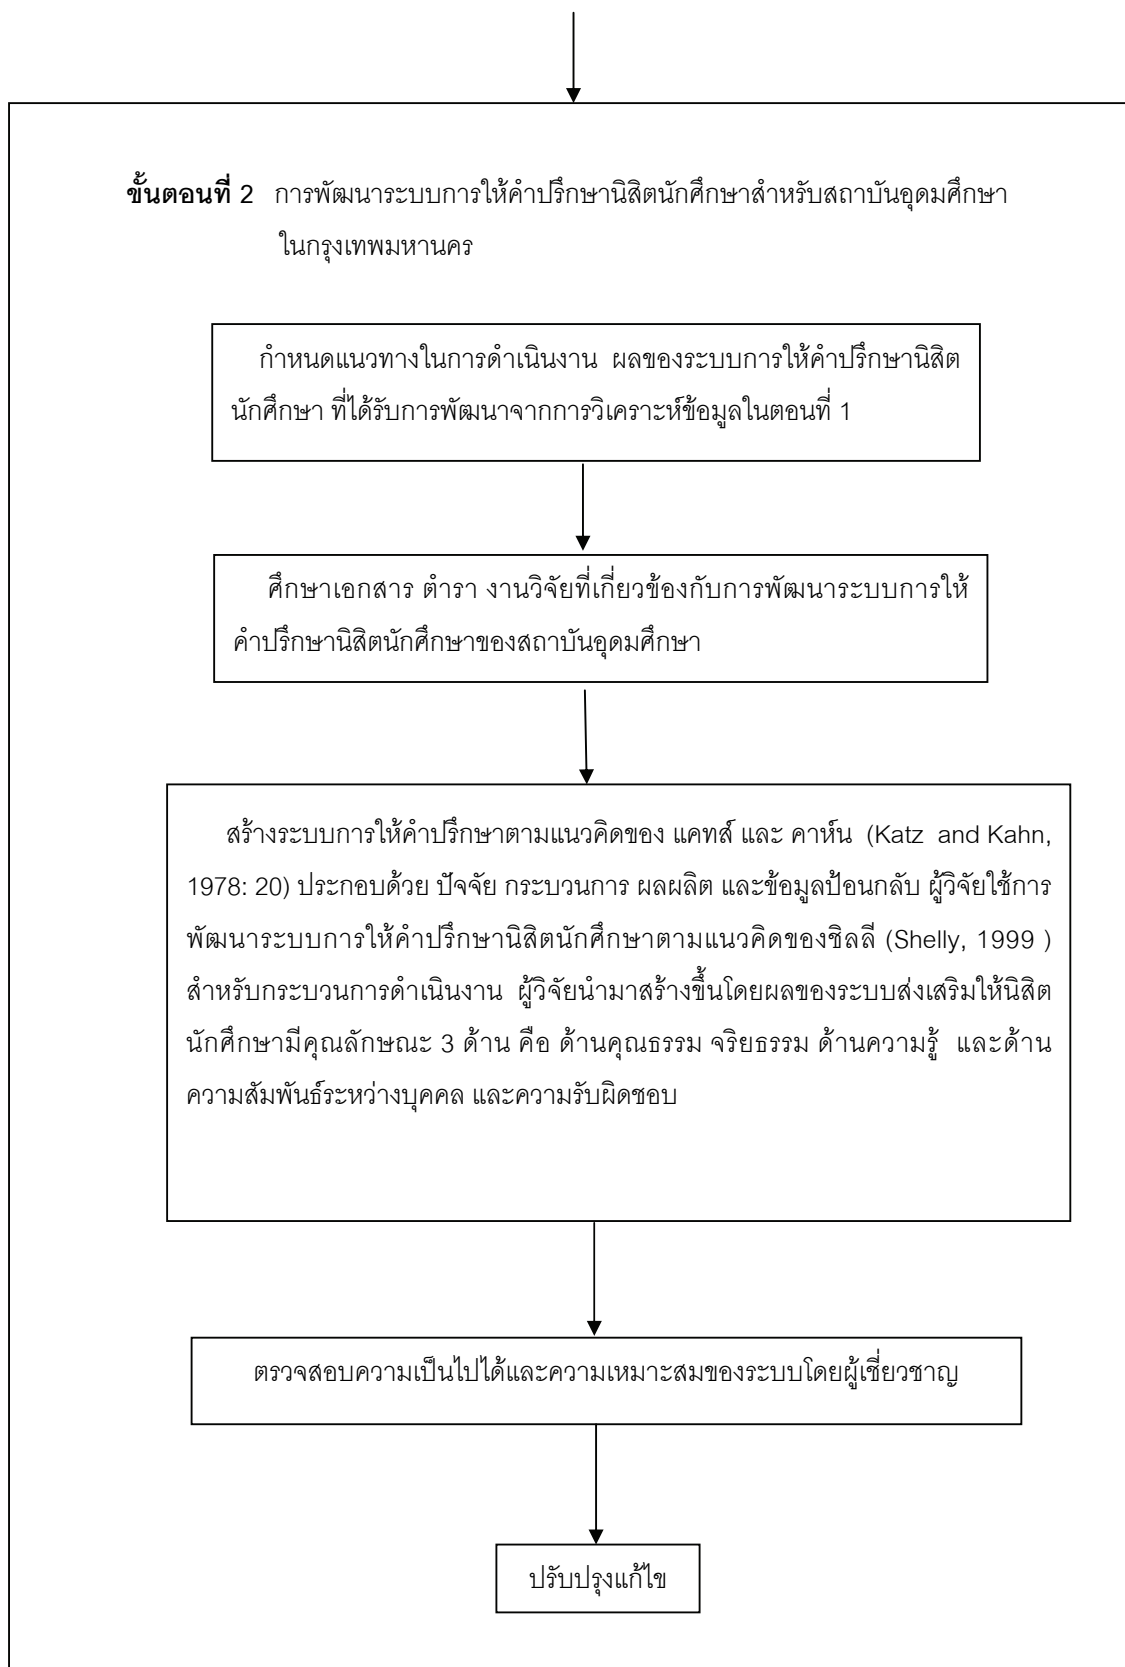 ขั้นตอนที่ 2 การพัฒนาระบบการให้คำปรึกษานิสิตนักศึกษาสำหรับสถาบันอุดมศึกษา
ในกรุงเทพมหานคร
กำหนดแนวทางในการดำเนินงาน ผลของระบบการให้คำปรึกษานิสิต
นักศึกษา ที่ได้รับการพัฒนาจากการวิเคราะห์ข้อมูลในตอนที่ 1
ศึกษาเอกสาร ตำรา งานวิจัยที่เกี่ยวข้องกับการพัฒนาระบบการให้
คำปรึกษานิสิตนักศึกษาของสถาบันอุดมศึกษา
สร้างระบบการให้คำปรึกษาตามแนวคิดของ แคทส์ และ คาห์น (Katz and Kahn,
1978: 20) ประกอบด้วย ปัจจัย กระบวนการ ผลผลิต และข้อมูลป้อนกลับ ผู้วิจัยใช้การ
พัฒนาระบบการให้คำปรึกษานิสิตนักศึกษาตามแนวคิดของชิลลี (Shelly, 1999 )
สำหรับกระบวนการดำเนินงาน ผู้วิจัยนำมาสร้างขึ้นโดยผลของระบบส่งเสริมให้นิสิต
นักศึกษามีคุณลักษณะ 3 ด้าน คือ ด้านคุณธรรม จริยธรรม ด้านความรู้ และด้าน
ความสัมพันธ์ระหว่างบุคคล และความรับผิดชอบ
ตรวจสอบความเป็นไปได้และความเหมาะสมของระบบโดยผู้เชี่ยวชาญ
ปรับปรุงแก้ไข